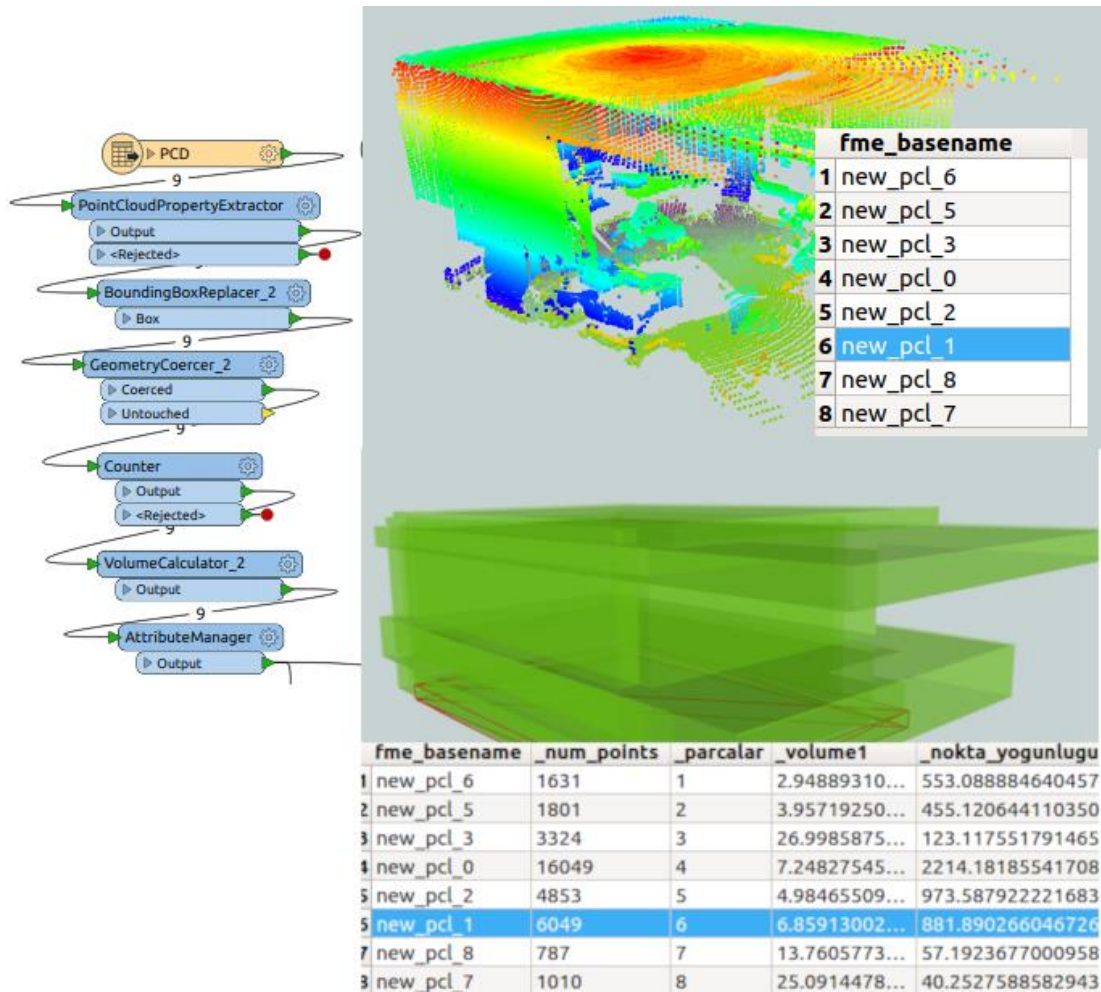 PCD
9
PointCloudPropertyExtractor
Output
<Rejected>
BoundingBoxReplacer_2
Box
9
GeometryCoercer_2
Coerced
Untouched
9
Counter
Output
<Rejected>
9
VolumeCalculator_2
Output
9
AttributeManager
Output
fme_basename
1 new_pcl_6
2 new_pcl_5
3 new_pcl_3
4 new_pcl_0
5 new_pcl_2
6 new_pcl_1
7 new_pcl_8
8 new_pcl_7
fme_basename _num_points _parcalar _volume1 _nokta_yogunlugu
new_pcl_6 1631 1 2.94889310... 553.088884640457
new_pcl_5 1801 2 3.95719250... 455.120644110350
new_pcl_3 3324 3 26.9985875... 123.117551791465
new_pcl_0 16049 4 7.24827545... 2214.18185541708
new_pcl_2 4853 5 4.98465509... 973.587922221683
new_pcl_1 6049 6 6.85913002... 881.890266046726
new_pcl_8 787 7 13.7605773... 57.1923677000958
new_pcl_7 1010 8 25.0914478... 40.2527588582943